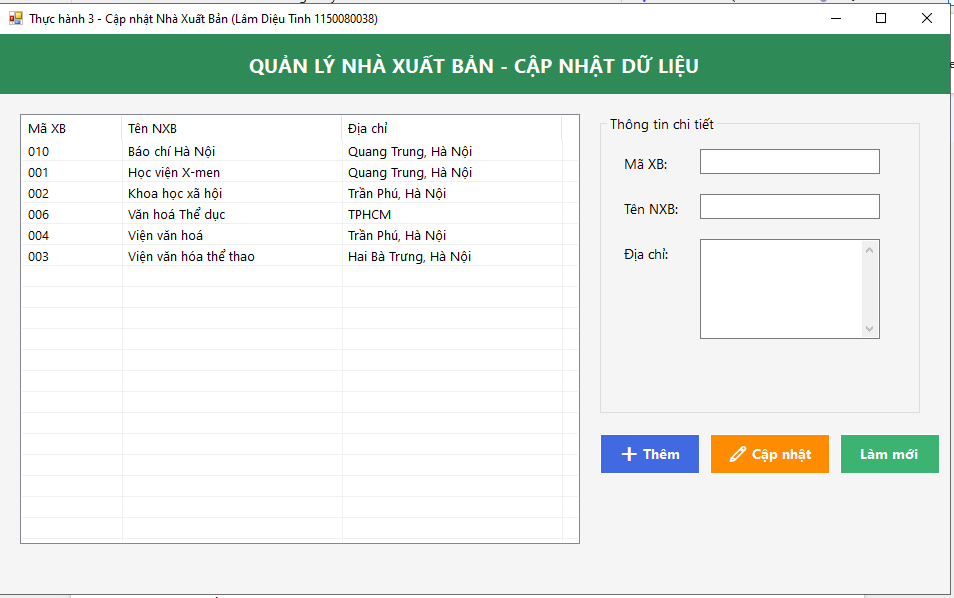 Thực hành 3 - Cập nhật Nhà Xuất Bản (Lâm Diệu Tinh 1150080038)
QUẢN LÝ NHÀ XUẤT BẢN - CẬP NHẬT DỮ LIỆU
Mã XB Tên NXB Địa chỉ
010 Báo chí Hà Nội Quang Trung, Hà Nội
001 Học viện X-men Quang Trung, Hà Nội
002 Khoa học xã hội Trần Phú, Hà Nội
006 Văn hoá Thể dục TPHCM
004 Viện văn hoá Trần Phú, Hà Nội
003 Viện văn hóa thể thao Hai Bà Trưng, Hà Nội
Thông tin chi tiết
Mã XB:
Tên NXB:
Địa chỉ:
Thêm Cập nhật Làm mới